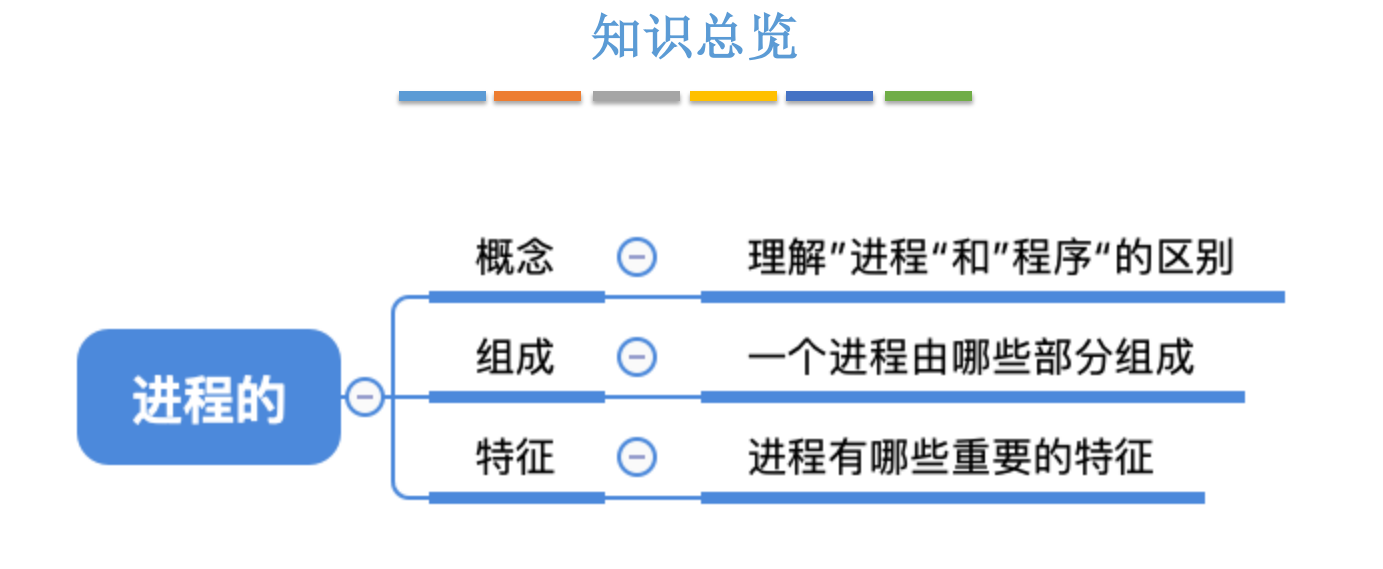 知识总览
进程的
概念
理解”进程“和”程序“的区别
组成
一个进程由哪些部分组成
特征
进程有哪些重要的特征